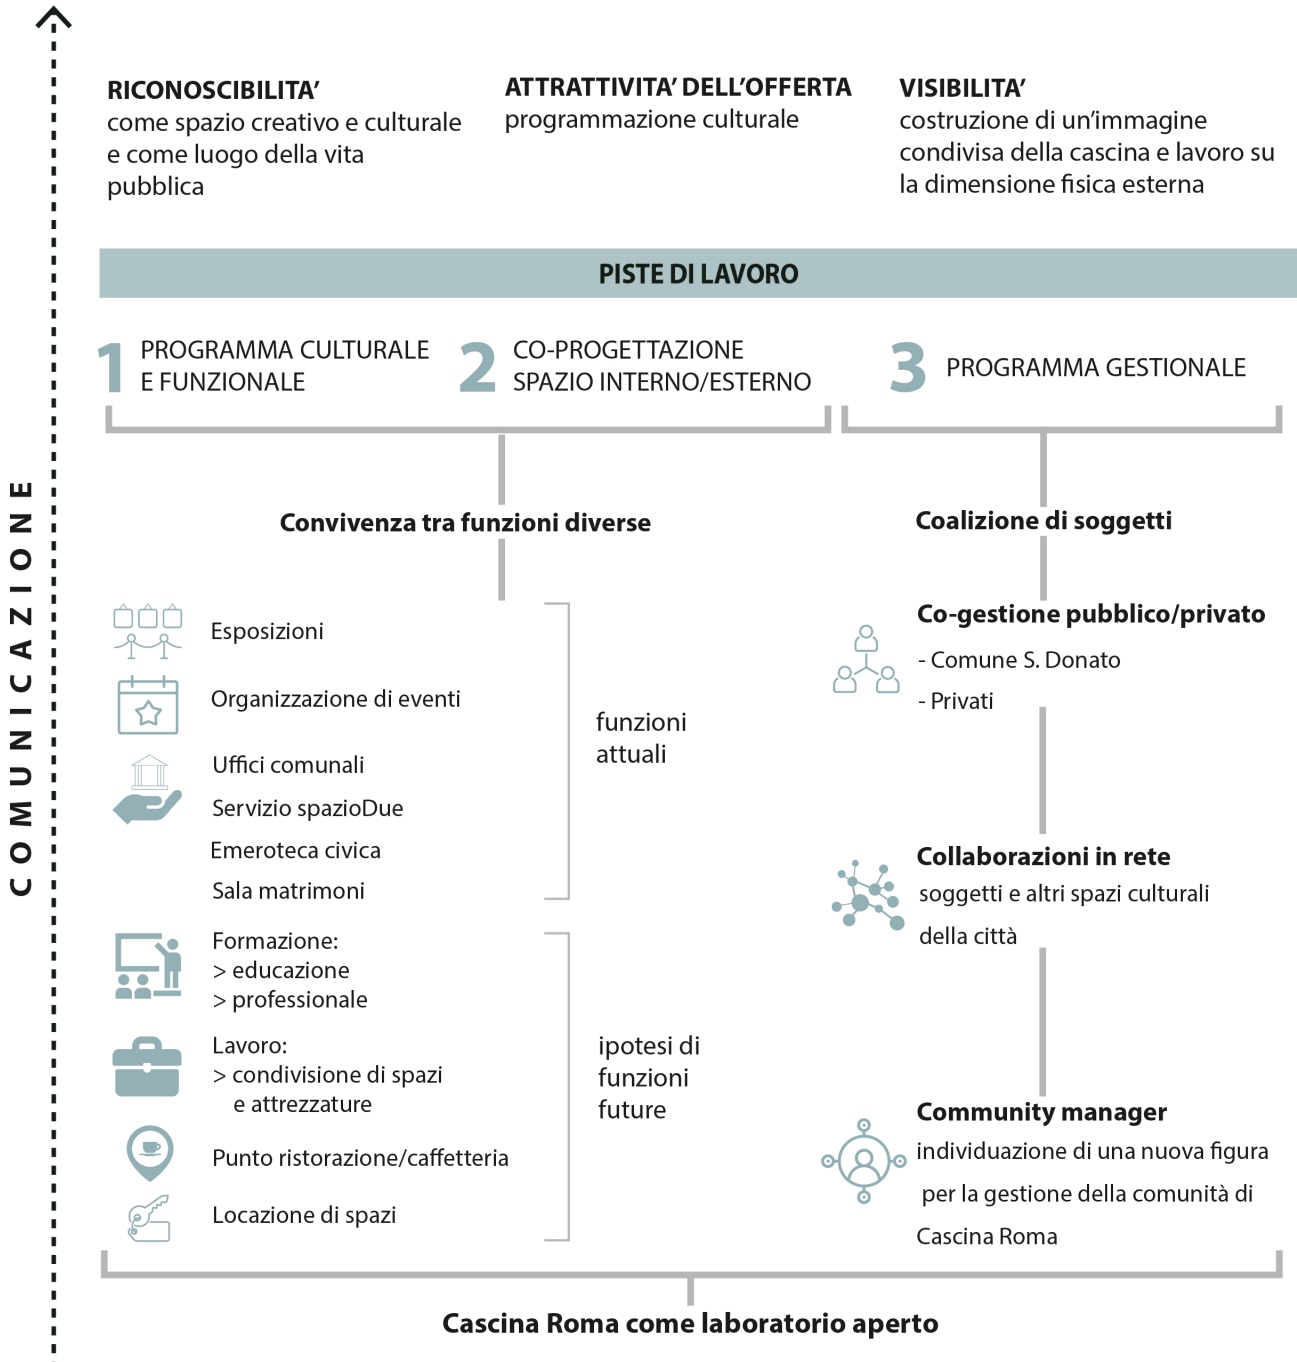 RICONOSCIBILITA’
come spazio creativo e culturale
e come luogo della vita
pubblica
ATTRATTIVITA’ DELL’OFFERTA
programmazione culturale
VISIBILITA’
costruzione di un’immagine
condivisa della cascina e lavoro su
la dimensione fisica esterna
COMUNICAZIONE
PISTE DI LAVORO
1 PROGRAMMA CULTURALE
E FUNZIONALE
2 CO-PROGETTAZIONE
SPAZIO INTERNO/ESTERNO
3 PROGRAMMA GESTIONALE
Convivenza tra funzioni diverse
Esposizioni
Organizzazione di eventi
Uffici comunali
Servizio spazioDue
Emeroteca civica
Sala matrimoni
funzioni
attuali
Formazione:
> educazione
> professionale
Lavoro:
> condivisione di spazi
e attrezzature
Punto ristorazione/caffetteria
Locazione di spazi
ipotesi di
funzioni
future
Coalizione di soggetti
Co-gestione pubblico/privato
- Comune S. Donato
- Privati
Collaborazioni in rete
soggetti e altri spazi culturali
della città
Community manager
individuazione di una nuova figura
per la gestione della comunità di
Cascina Roma
Cascina Roma come laboratorio aperto